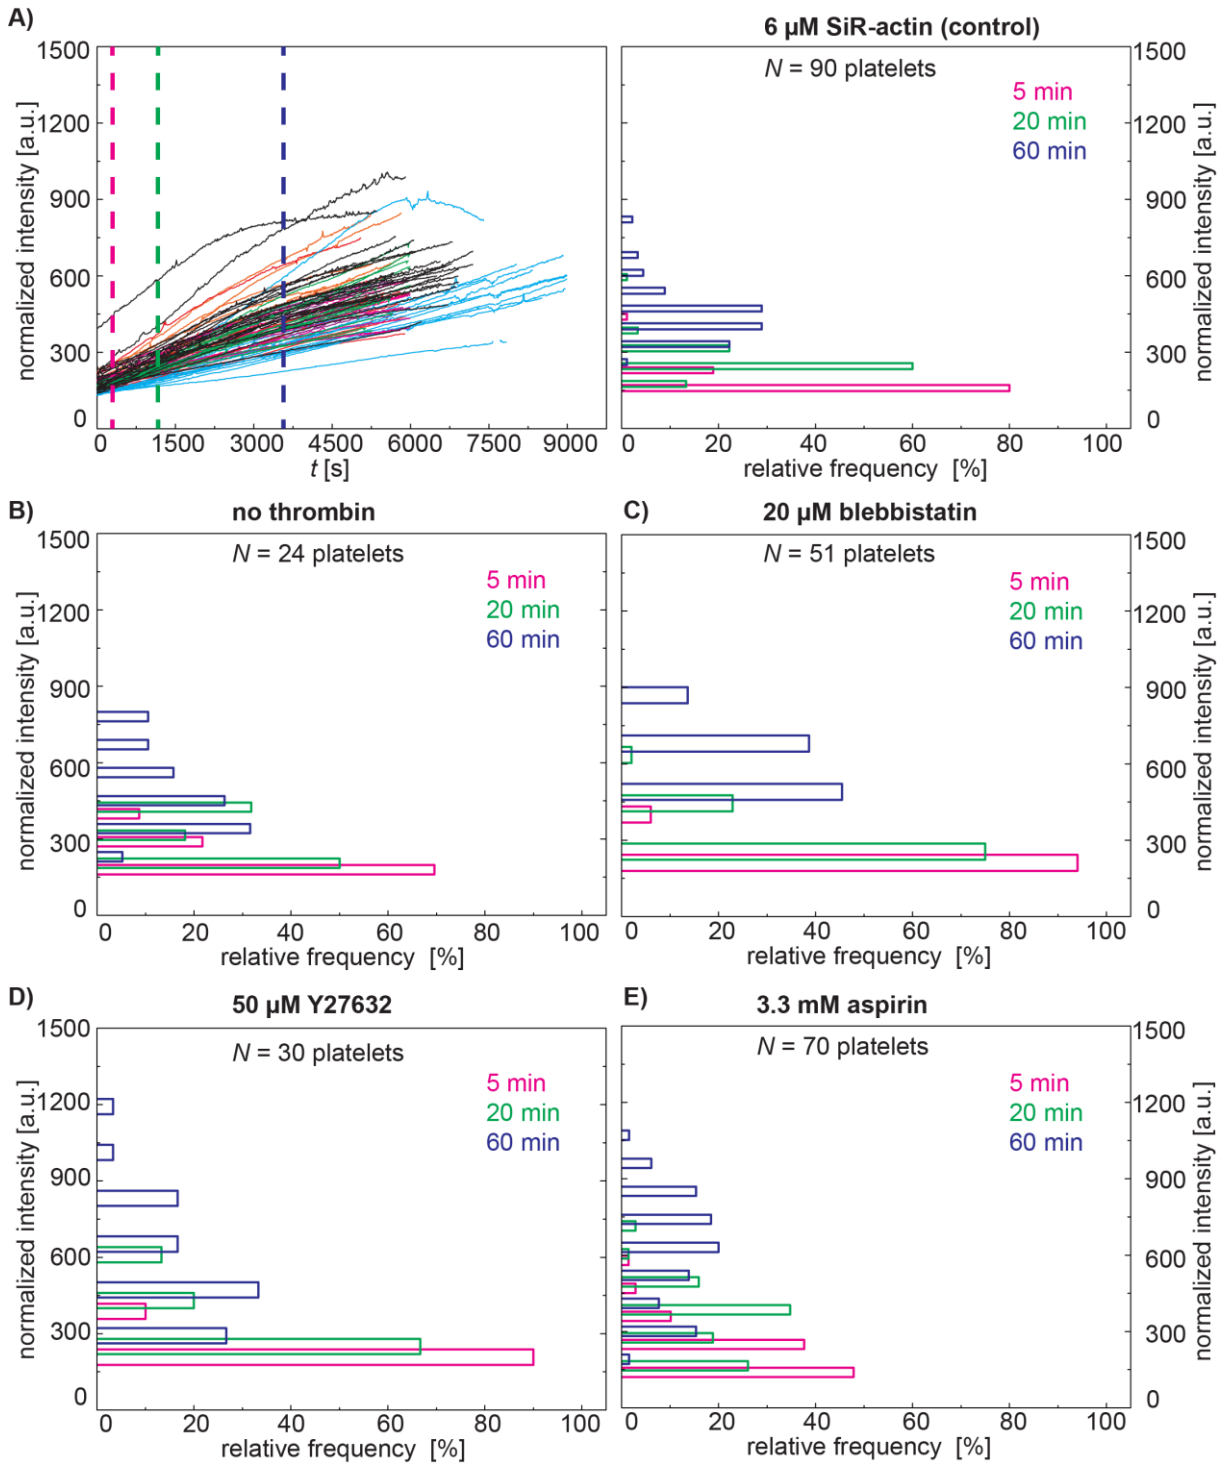 A)
6 µM SiR-actin (control)
N = 90 platelets
5 min
20 min
60 min
normalized intensity [a.u.]
1500
1200
900
600
300
0
0 1500 3000 4500 6000 7500 9000
t [s]
0 20 40 60 80 100
relative frequency [%]
1500
1200
900
600
300
0
normalized intensity [a.u.]
B)
no thrombin
N = 24 platelets
5 min
20 min
60 min
normalized intensity [a.u.]
1500
1200
900
600
300
0
0 20 40 60 80 100
relative frequency [%]
C)
20 µM blebbistatin
N = 51 platelets
5 min
20 min
60 min
1500
1200
900
600
300
0
normalized intensity [a.u.]
0 20 40 60 80 100
relative frequency [%]
D)
50 µM Y27632
N = 30 platelets
5 min
20 min
60 min
normalized intensity [a.u.]
1500
1200
900
600
300
0
0 20 40 60 80 100
relative frequency [%]
E)
3.3 mM aspirin
N = 70 platelets
5 min
20 min
60 min
1500
1200
900
600
300
0
normalized intensity [a.u.]
0 20 40 60 80 100
relative frequency [%]